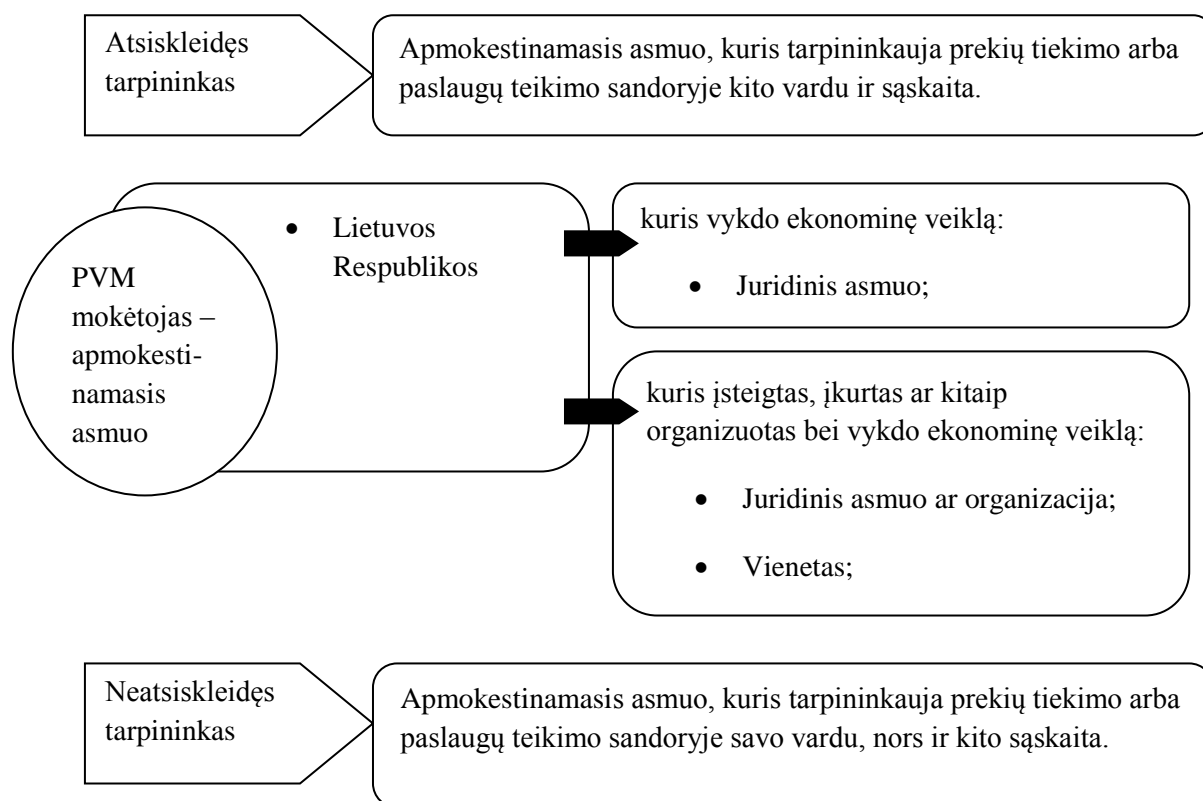 Atsiskleidęs
tarpininkas
Apmokestinamasis asmuo, kuris tarpininkauja prekių tiekimo arba
paslaugų teikimo sandoryje kito vardu ir sąskaita.
PVM
mokėtojas –
apmokesti-
namasis
asmuo
• Lietuvos
Respublikos
kuris vykdo ekonominę veiklą:
• Juridinis asmuo;
kuris įsteigtas, įkurtas ar kitaip
organizuotas bei vykdo ekonominę veiklą:
• Juridinis asmuo ar organizacija;
• Vienetas;
Neatsiskleidęs
tarpininkas
Apmokestinamasis asmuo, kuris tarpininkauja prekių tiekimo arba
paslaugų teikimo sandoryje savo vardu, nors ir kito sąskaita.